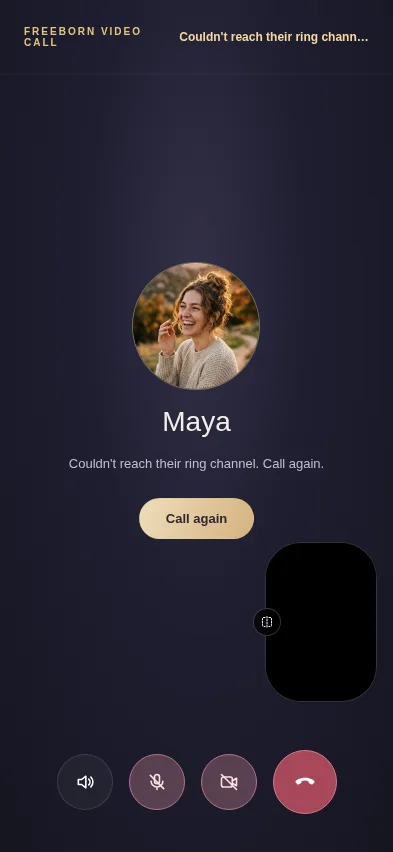 FREEBORN VIDEO
CALL
Couldn't reach their ring chann…
Maya
Couldn't reach their ring channel. Call again.
Call again